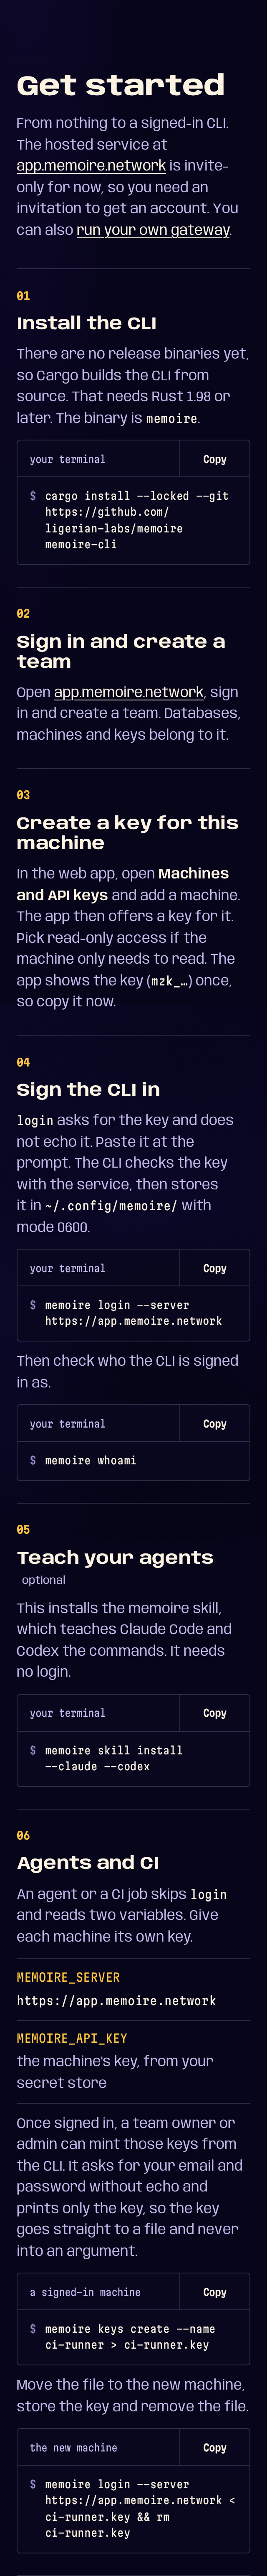 Get started
From nothing to a signed-in CLI.
The hosted service at
app.memoire.network is invite-
only for now, so you need an
invitation to get an account. You
can also run your own gateway.
01
Install the CLI
There are no release binaries yet,
so Cargo builds the CLI from
source. That needs Rust 1.98 or
later. The binary is memoire.
your terminal
Copy
$ cargo install --locked --git
https://github.com/
ligerian-labs/memoire
memoire-cli
02
Sign in and create a
team
Open app.memoire.network, sign
in and create a team. Databases,
machines and keys belong to it.
03
Create a key for this
machine
In the web app, open Machines
and API keys and add a machine.
The app then offers a key for it.
Pick read-only access if the
machine only needs to read. The
app shows the key (mzk_…) once,
so copy it now.
04
Sign the CLI in
login asks for the key and does
not echo it. Paste it at the
prompt. The CLI checks the key
with the service, then stores
it in ~/.config/memoire/ with
mode 0600.
your terminal
Copy
$ memoire login --server
https://app.memoire.network
Then check who the CLI is signed
in as.
your terminal
Copy
$ memoire whoami
05
Teach your agents
optional
This installs the memoire skill,
which teaches Claude Code and
Codex the commands. It needs
no login.
your terminal
Copy
$ memoire skill install
--claude --codex
06
Agents and CI
An agent or a CI job skips login
and reads two variables. Give
each machine its own key.
MEMOIRE_SERVER
https://app.memoire.network
MEMOIRE_API_KEY
the machine's key, from your
secret store
Once signed in, a team owner or
admin can mint those keys from
the CLI. It asks for your email and
password without echo and
prints only the key, so the key
goes straight to a file and never
into an argument.
a signed-in machine
Copy
$ memoire keys create --name
ci-runner > ci-runner.key
Move the file to the new machine,
store the key and remove the file.
the new machine
Copy
$ memoire login --server
https://app.memoire.network <
ci-runner.key && rm
ci-runner.key